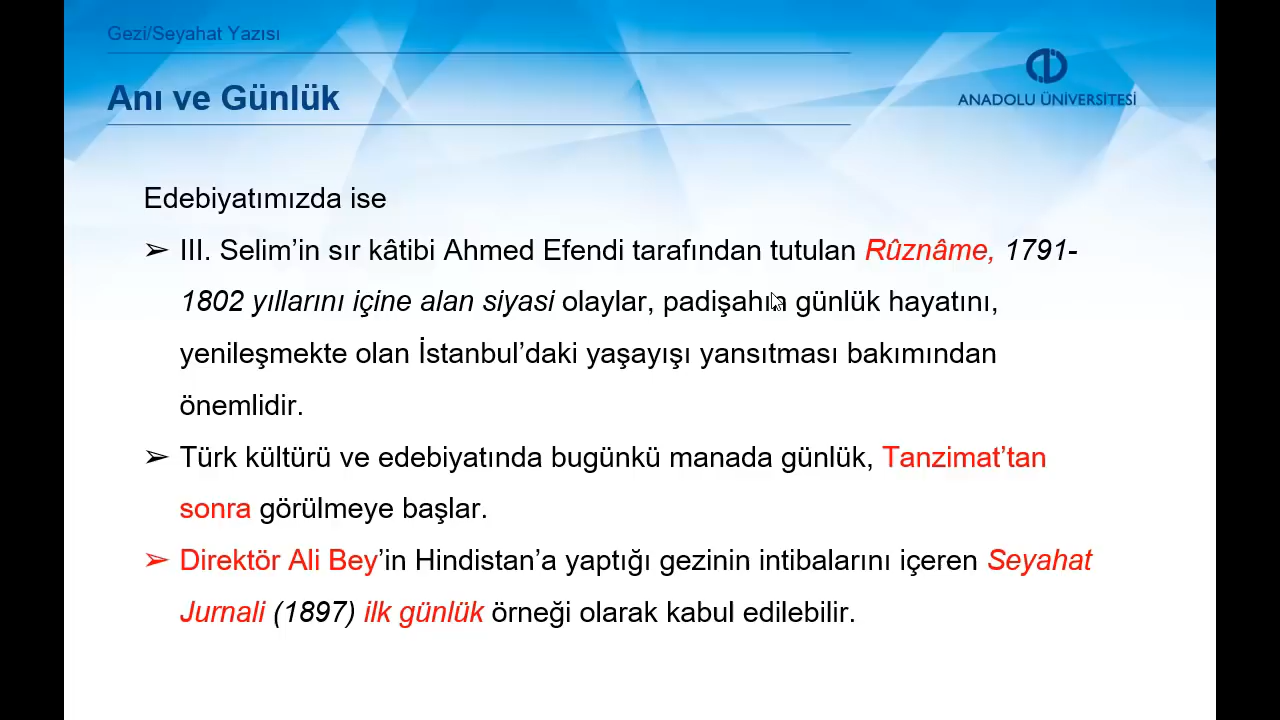 Gezi/Seyahat Yazısı
Anı ve Günlük
ANADOLU ÜNİVERSİTESİ
Edebiyatımızda ise
➢ III. Selim’in sır kâtibi Ahmed Efendi tarafından tutulan Rûznâme, 1791-
1802 yıllarını içine alan siyasi olaylar, padişahın günlük hayatını,
yenileşmekte olan İstanbul’daki yaşayışı yansıtması bakımından
önemlidir.
➢ Türk kültürü ve edebiyatında bugünkü manada günlük, Tanzimat’tan
sonra görülmeye başlar.
➢ Direktör Ali Bey’in Hindistan’a yaptığı gezinin intibalarını içeren Seyahat
Jurnali (1897) ilk günlük örneği olarak kabul edilebilir.